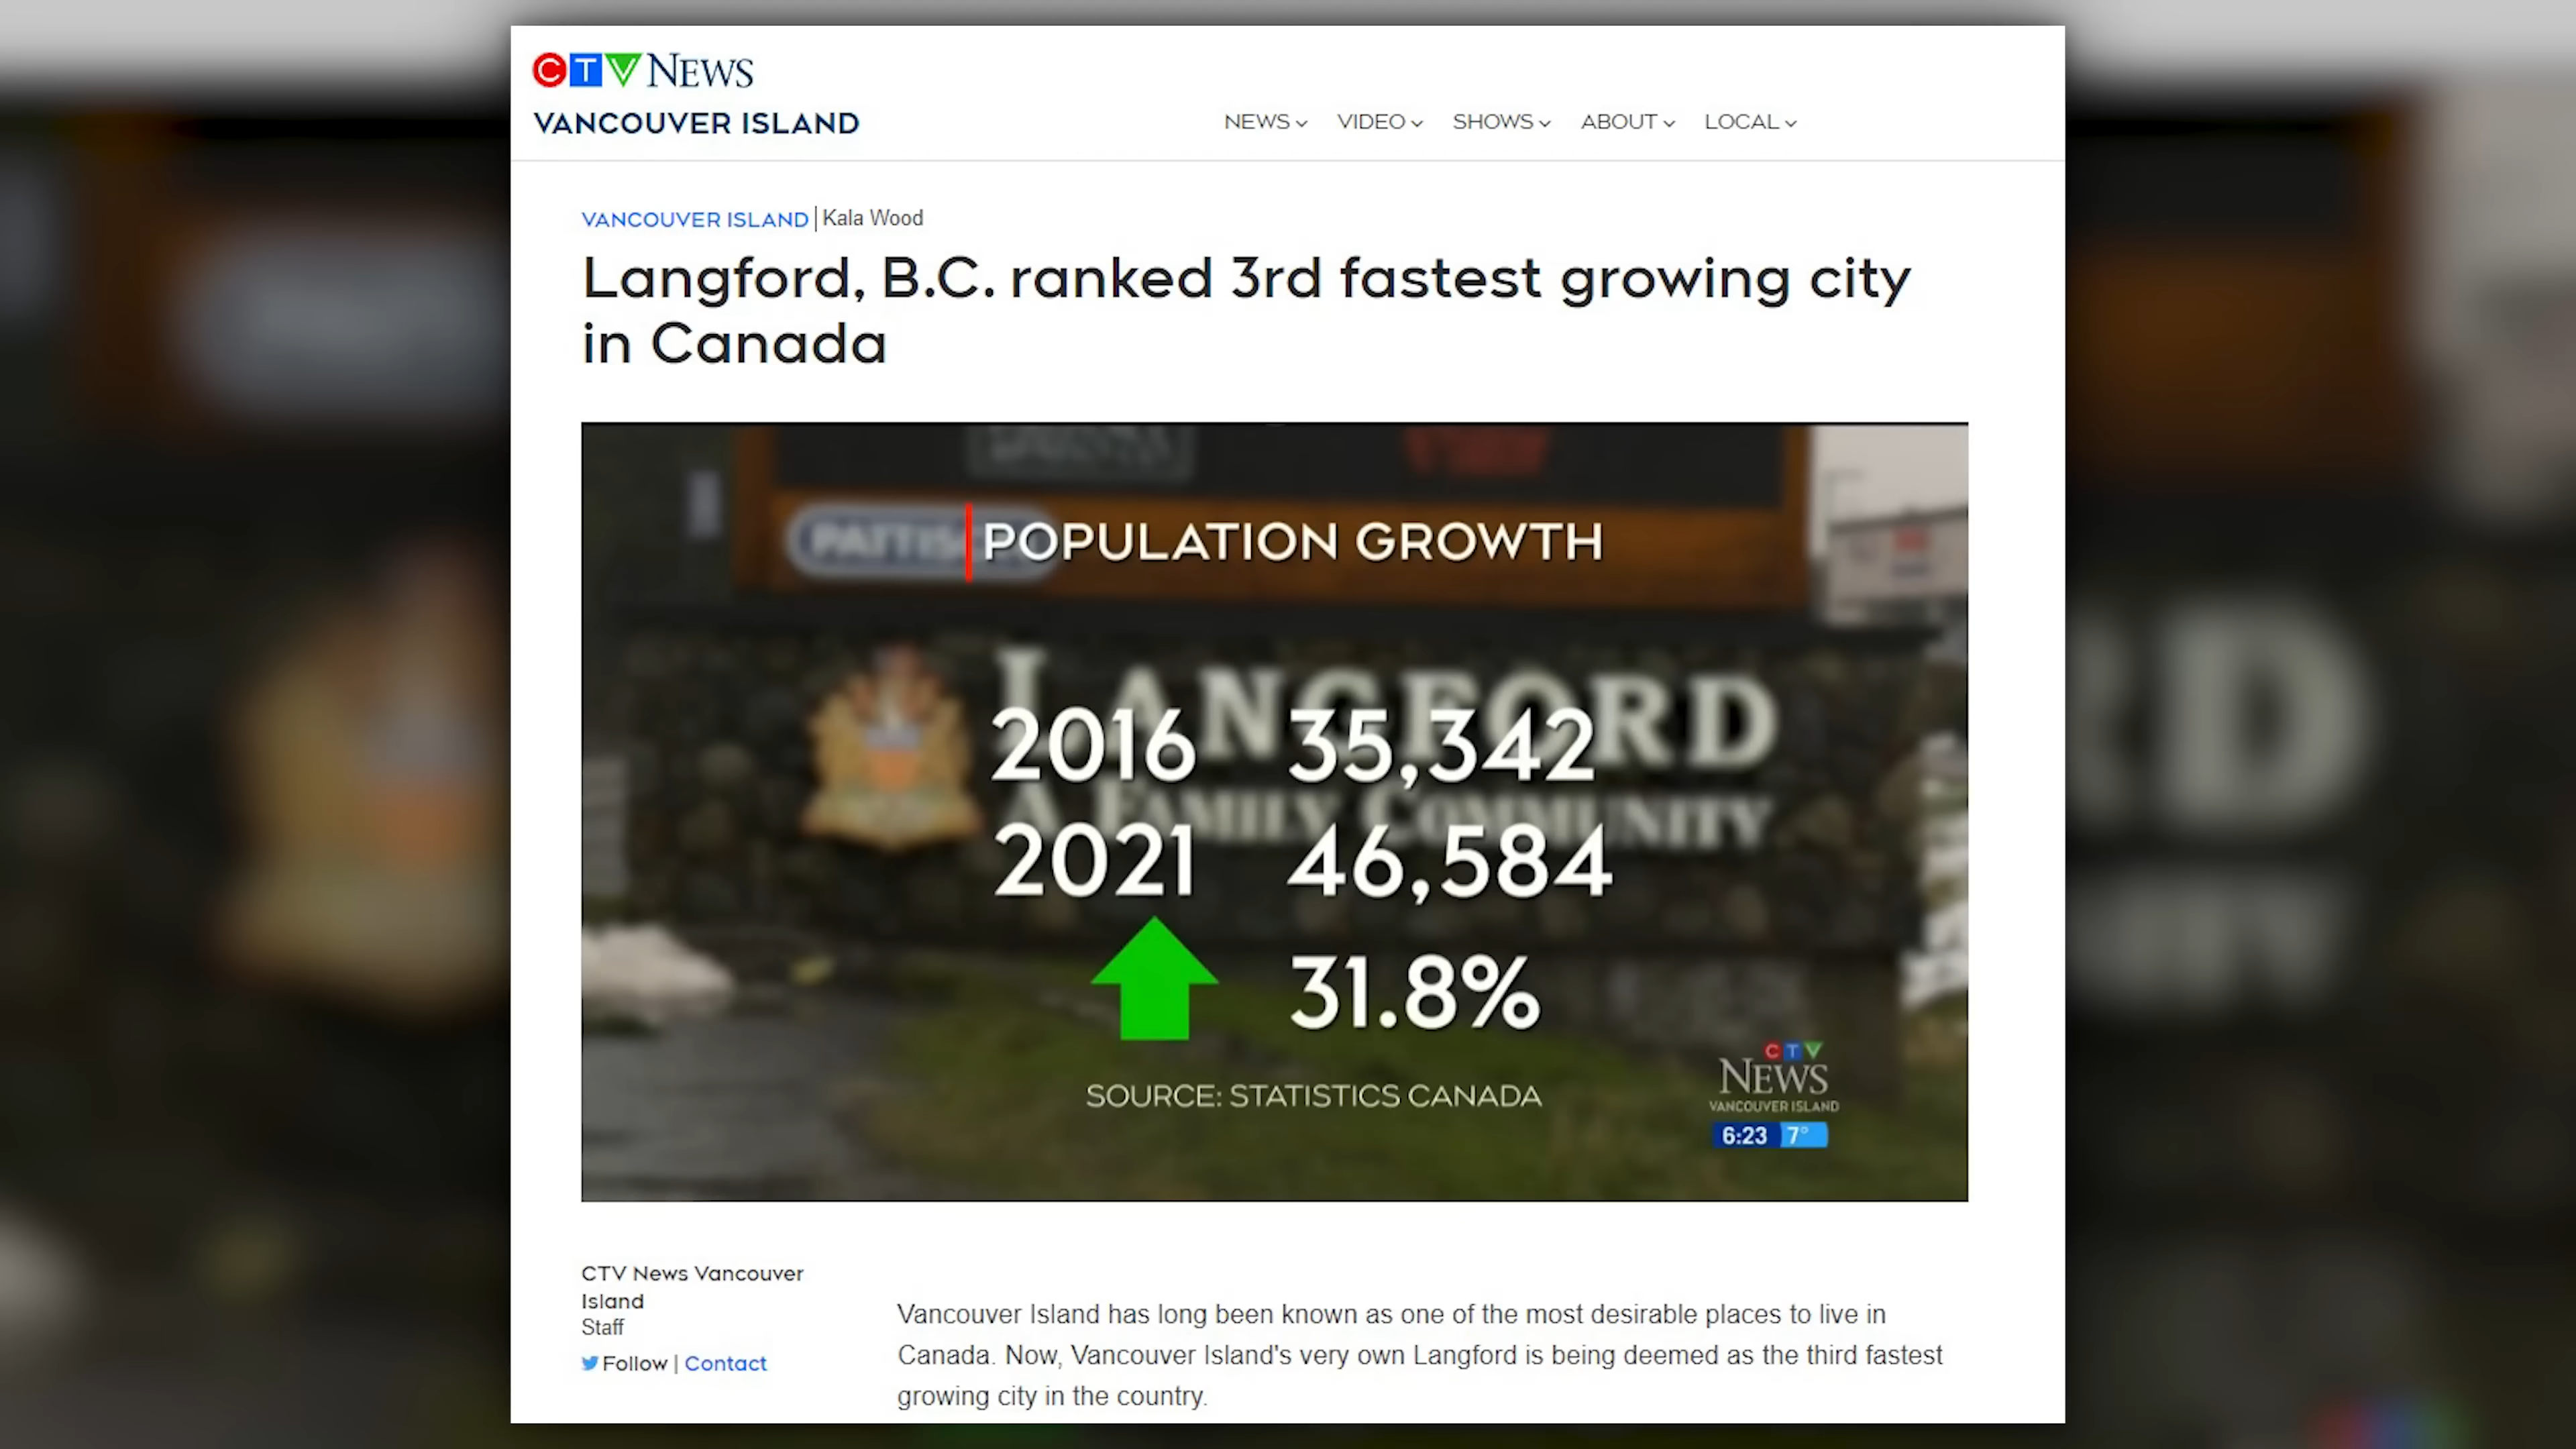 CTV NEWS
VANCOUVER ISLAND
NEWS VIDEO SHOWS ABOUT LOCAL
VANCOUVER ISLAND | Kala Wood
Langford, B.C. ranked 3rd fastest growing city
in Canada
POPULATION GROWTH
LANGFORD
A FAMILY COMMUNITY
2016 35,342
2021 46,584
31.8%
SOURCE: STATISTICS CANADA
CTV
NEWS
VANCOUVER ISLAND
6:23 7°
CTV News Vancouver
Island
Staff
Follow | Contact
Vancouver Island has long been known as one of the most desirable places to live in
Canada. Now, Vancouver Island's very own Langford is being deemed as the third fastest
growing city in the country.